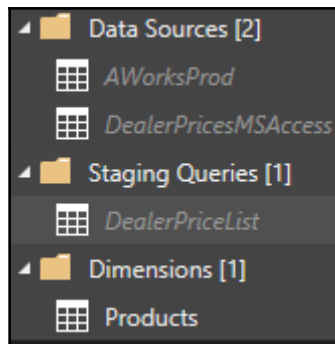 Data Sources [2]
AWorksProd
DealerPricesMSAccess
Staging Queries [1]
DealerPriceList
Dimensions [1]
Products